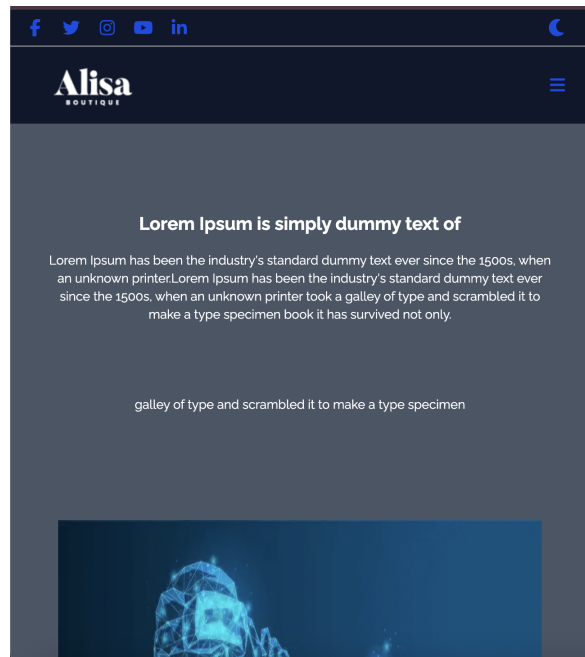 Alisa
BOUTIQUE
Lorem Ipsum is simply dummy text of
Lorem Ipsum has been the industry's standard dummy text ever since the 1500s, when
an unknown printer.Lorem Ipsum has been the industry's standard dummy text ever
since the 1500s, when an unknown printer took a galley of type and scrambled it to
make a type specimen book it has survived not only.
galley of type and scrambled it to make a type specimen